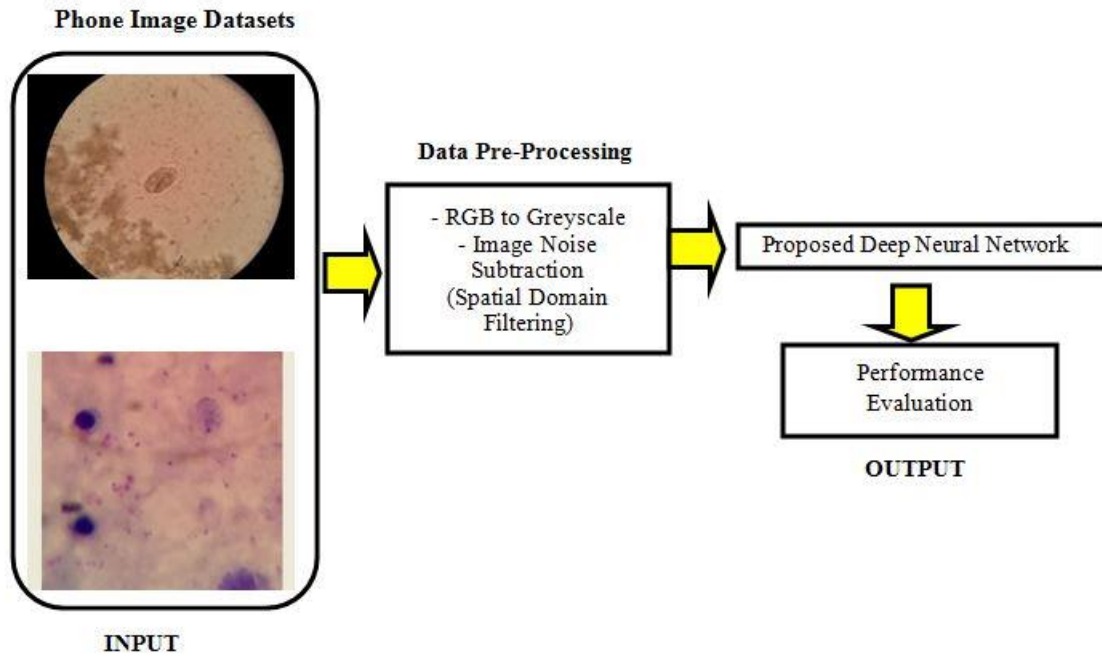 Phone Image Datasets
INPUT
Data Pre-Processing
- RGB to Greyscale
- Image Noise
Subtraction
(Spatial Domain
Filtering)
Proposed Deep Neural Network
Performance
Evaluation
OUTPUT